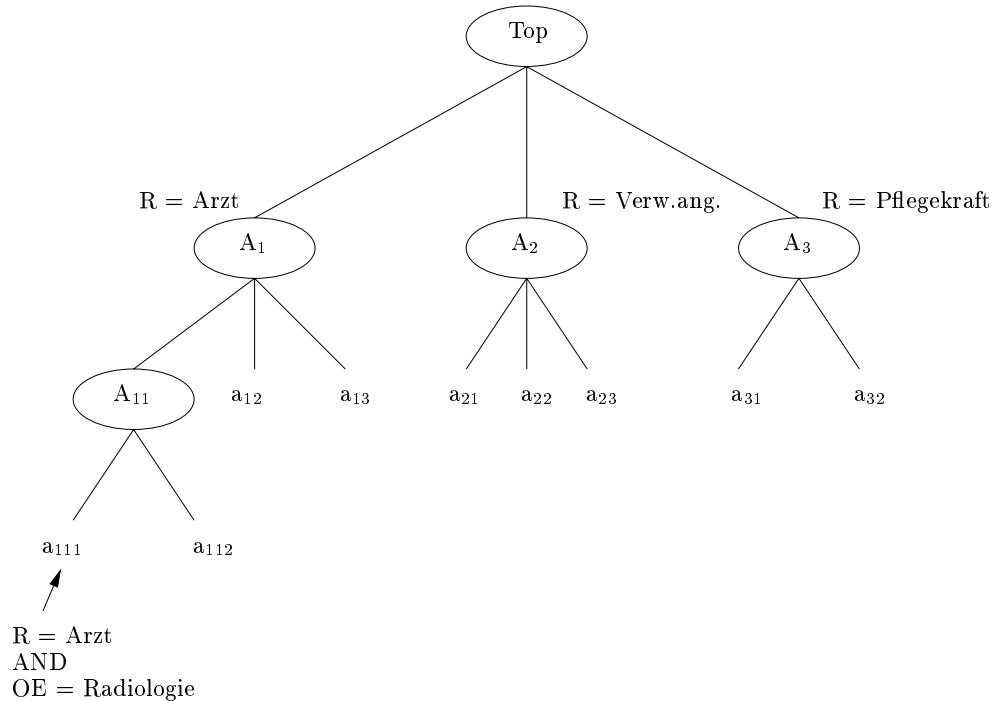 Top
R = Arzt
R = Verw.ang.
R = Pflegekraft
A₁
A₂
A₃
A₁₁
a₁₂
a₁₃
a₂₁
a₂₂
a₂₃
a₃₁
a₃₂
a₁₁₁
a₁₁₂
R = Arzt
AND
OE = Radiologie